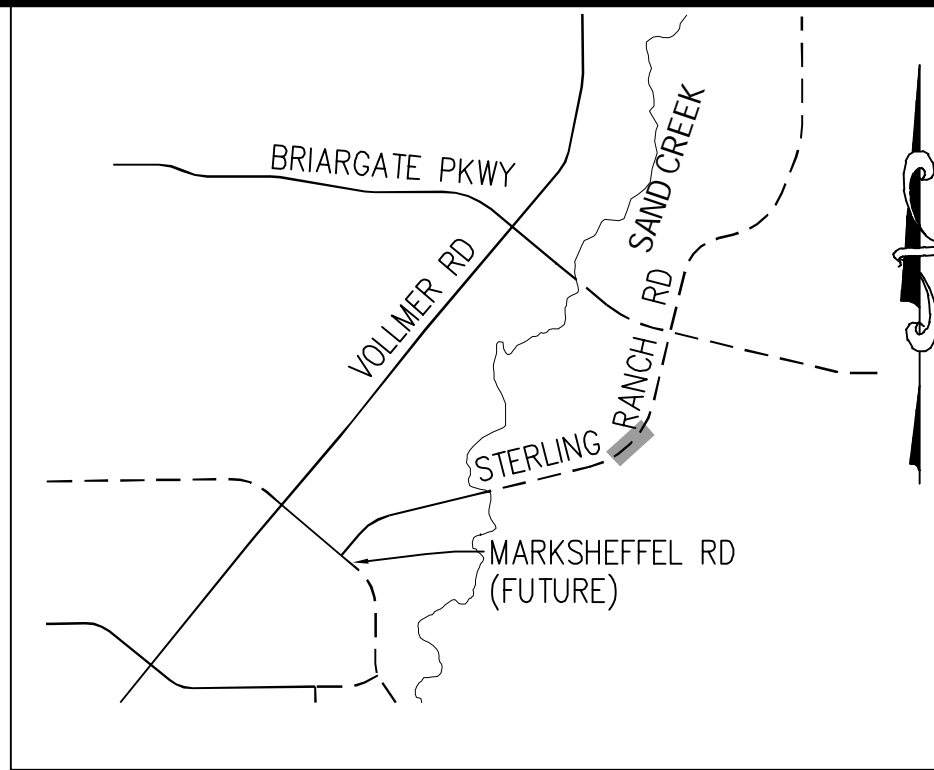 BRIARGATE PKWY
SAND CREEK
VOLLMER RD
STERLING RANCH RD
MARKSHEFFEL RD
(FUTURE)